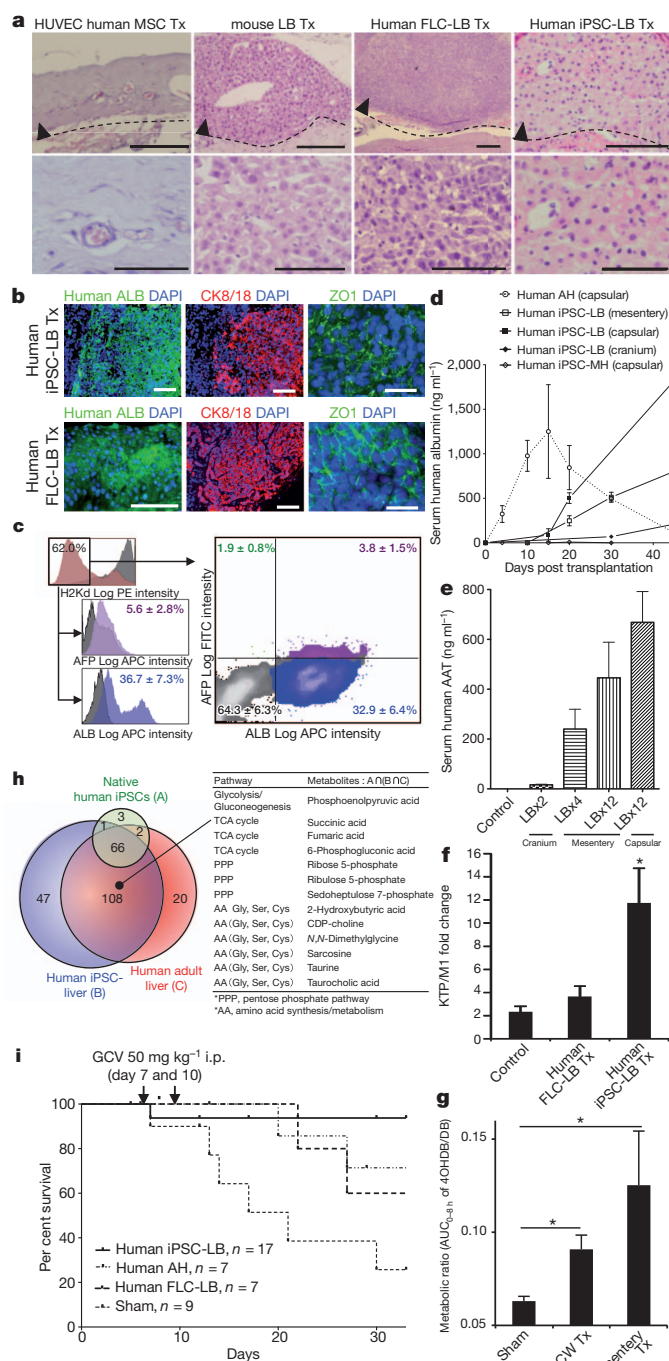 a
HUVEC human MSC Tx
mouse LB Tx
Human FLC-LB Tx
Human iPSC-LB Tx
b
Human ALB DAPI
CK8/18 DAPI
ZO1 DAPI
Human
iPSC-LB Tx
Human
FLC-LB Tx
c
62.0%
H2Kd Log PE intensity
5.6 ± 2.8%
AFP Log APC intensity
36.7 ± 7.3%
ALB Log APC intensity
AFP Log FITC intensity
1.9 ± 0.8%
3.8 ± 1.5%
64.3 ± 6.3%
32.9 ± 6.4%
ALB Log APC intensity
d
Human AH (capsular)
Human iPSC-LB (mesentery)
Human iPSC-LB (capsular)
Human iPSC-LB (cranium)
Human iPSC-MH (capsular)
Serum human albumin (ng ml⁻¹)
2,000
1,500
1,000
500
0
0 20 40
Days post transplantation
e
Serum human AAT (ng ml⁻¹)
800
600
400
200
0
Control
LBx2
LBx4
LBx12
LBx12
Cranium
Mesentery
Capsular
f
KTP/M1 fold change
16
14
12
10
8
6
4
2
0
*
Control
Human
FLC-LB Tx
Human
iPSC-LB Tx
g
Metabolic ratio (AUC₀₋₈ ₕ of 4OHDB/DB)
0.15
0.10
0.05
*
*
Sham
CW Tx
entery
Tx
h
Native
human iPSCs (A)
3
1
2
66
47
108
20
Human iPSC-
liver (B)
Human adult
liver (C)
Pathway Metabolites : A∩(B∩C)
Glycolysis/
Gluconeogenesis Phosphoenolpyruvic acid
TCA cycle Succinic acid
TCA cycle Fumaric acid
TCA cycle 6-Phosphogluconic acid
PPP Ribose 5-phosphate
PPP Ribulose 5-phosphate
PPP Sedoheptulose 7-phosphate
AA (Gly, Ser, Cys) 2-Hydroxybutyric acid
AA (Gly, Ser, Cys) CDP-choline
AA (Gly, Ser, Cys) N,N-Dimethylglycine
AA (Gly, Ser, Cys) Sarcosine
AA (Gly, Ser, Cys) Taurine
AA (Gly, Ser, Cys) Taurocholic acid
*PPP, pentose phosphate pathway
*AA, amino acid synthesis/metabolism
i
GCV 50 mg kg⁻¹ i.p.
(day 7 and 10)
Per cent survival
100
80
60
40
20
0
Human iPSC-LB, n = 17
Human AH, n = 7
Human FLC-LB, n = 7
Sham, n = 9
0 10 20 30
Days